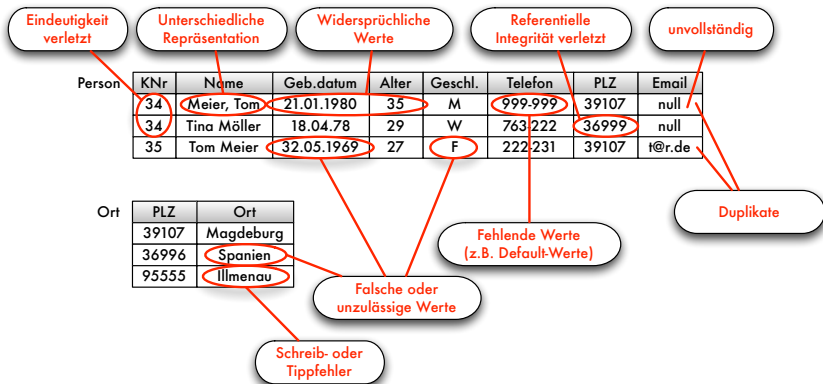 Eindeutigkeit
verletzt
Unterschiedliche
Repräsentation
Widersprüchliche
Werte
Referentielle
Integrität verletzt
unvollständig
Person KNr Name Geb.datum Alter Geschl. Telefon PLZ Email
34 Meier, Tom 21.01.1980 35 M 999-999 39107 null
34 Tina Möller 18.04.78 29 W 763-222 36999 null
35 Tom Meier 32.05.1969 27 F 222-231 39107 t@r.de
Ort PLZ Ort
39107 Magdeburg
36996 Spanien
95555 Illmenau
Duplikate
Fehlende Werte
(z.B. Default-Werte)
Falsche oder
unzulässige Werte
Schreib- oder
Tippfehler